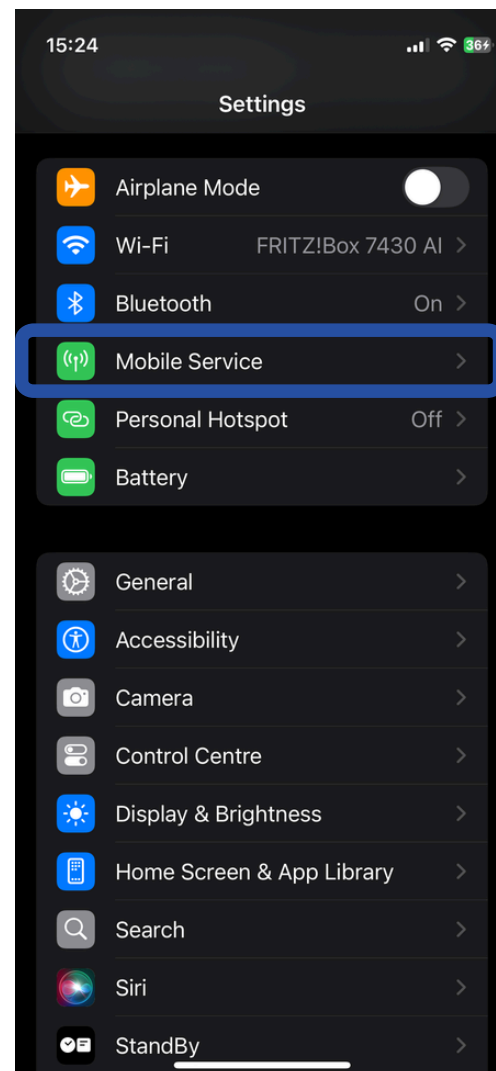 15:24
36
Settings
Airplane Mode
Wi-Fi FRITZ!Box 7430 AI
Bluetooth On
Mobile Service
Personal Hotspot Off
Battery
General
Accessibility
Camera
Control Centre
Display & Brightness
Home Screen & App Library
Search
Siri
StandBy